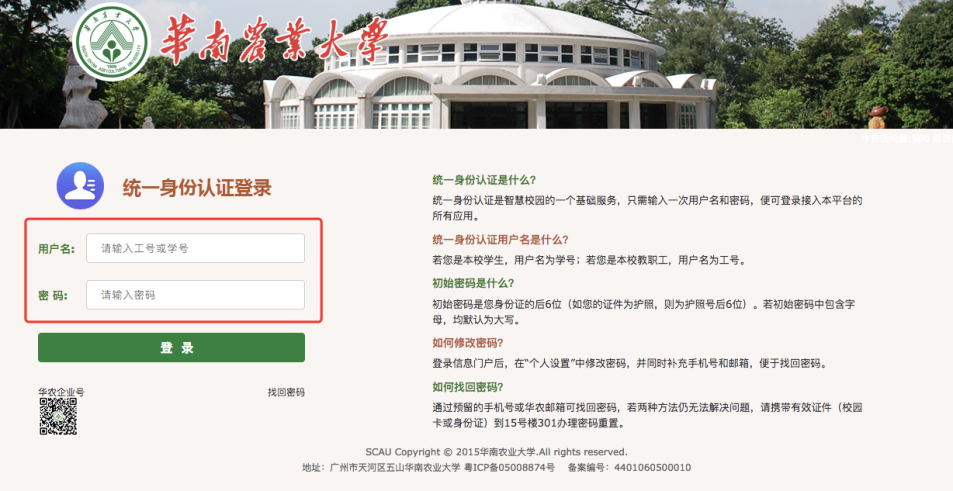 华南农业大学
统一身份认证登录
用户名: 请输入工号或学号
密 码: 请输入密码
登 录
华农企业号 找回密码
统一身份认证是什么?
统一身份认证是智慧校园的一个基础服务，只需输入一次用户名和密码，便可登录接入本平台的
所有应用。
统一身份认证用户名是什么?
若您是本校学生，用户名为学号；若您是本校教职工，用户名为工号。
初始密码是什么?
初始密码是您身份证的后6位（如您的证件为护照，则为护照号后6位）。若初始密码中包含字
母，均默认为大写。
如何修改密码?
登录信息门户后，在“个人设置”中修改密码，并同时补充手机号和邮箱，便于找回密码。
如何找回密码?
通过预留的手机号或华农邮箱可找回密码，若两种方法仍无法解决问题，请携带有效证件（校园
卡或身份证）到15号楼301办理密码重置。
SCAU Copyright © 2015华南农业大学.All rights reserved.
地址：广州市天河区五山华南农业大学 粤ICP备05008874号 备案编号：4401060500010